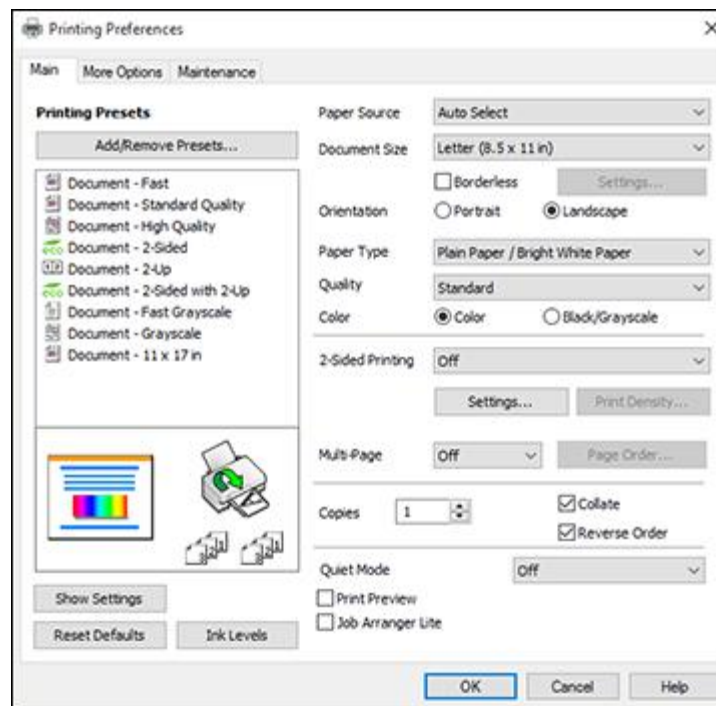 Printing Preferences
Main More Options Maintenance
Printing Presets
Add/Remove Presets...
Document - Fast
Document - Standard Quality
Document - High Quality
Document - 2-Sided
Document - 2-Up
Document - 2-Sided with 2-Up
Document - Fast Grayscale
Document - Grayscale
Document - 11 x 17 in
Show Settings
Reset Defaults Ink Levels
Paper Source Auto Select
Document Size Letter (8.5 x 11 in)
Borderless Settings...
Orientation Portrait Landscape
Paper Type Plain Paper / Bright White Paper
Quality Standard
Color Color Black/Grayscale
2-Sided Printing Off
Settings... Print Density...
Multi-Page Off Page Order...
Copies 1 Collate
Reverse Order
Quiet Mode Off
Print Preview
Job Arranger Lite
OK Cancel Help